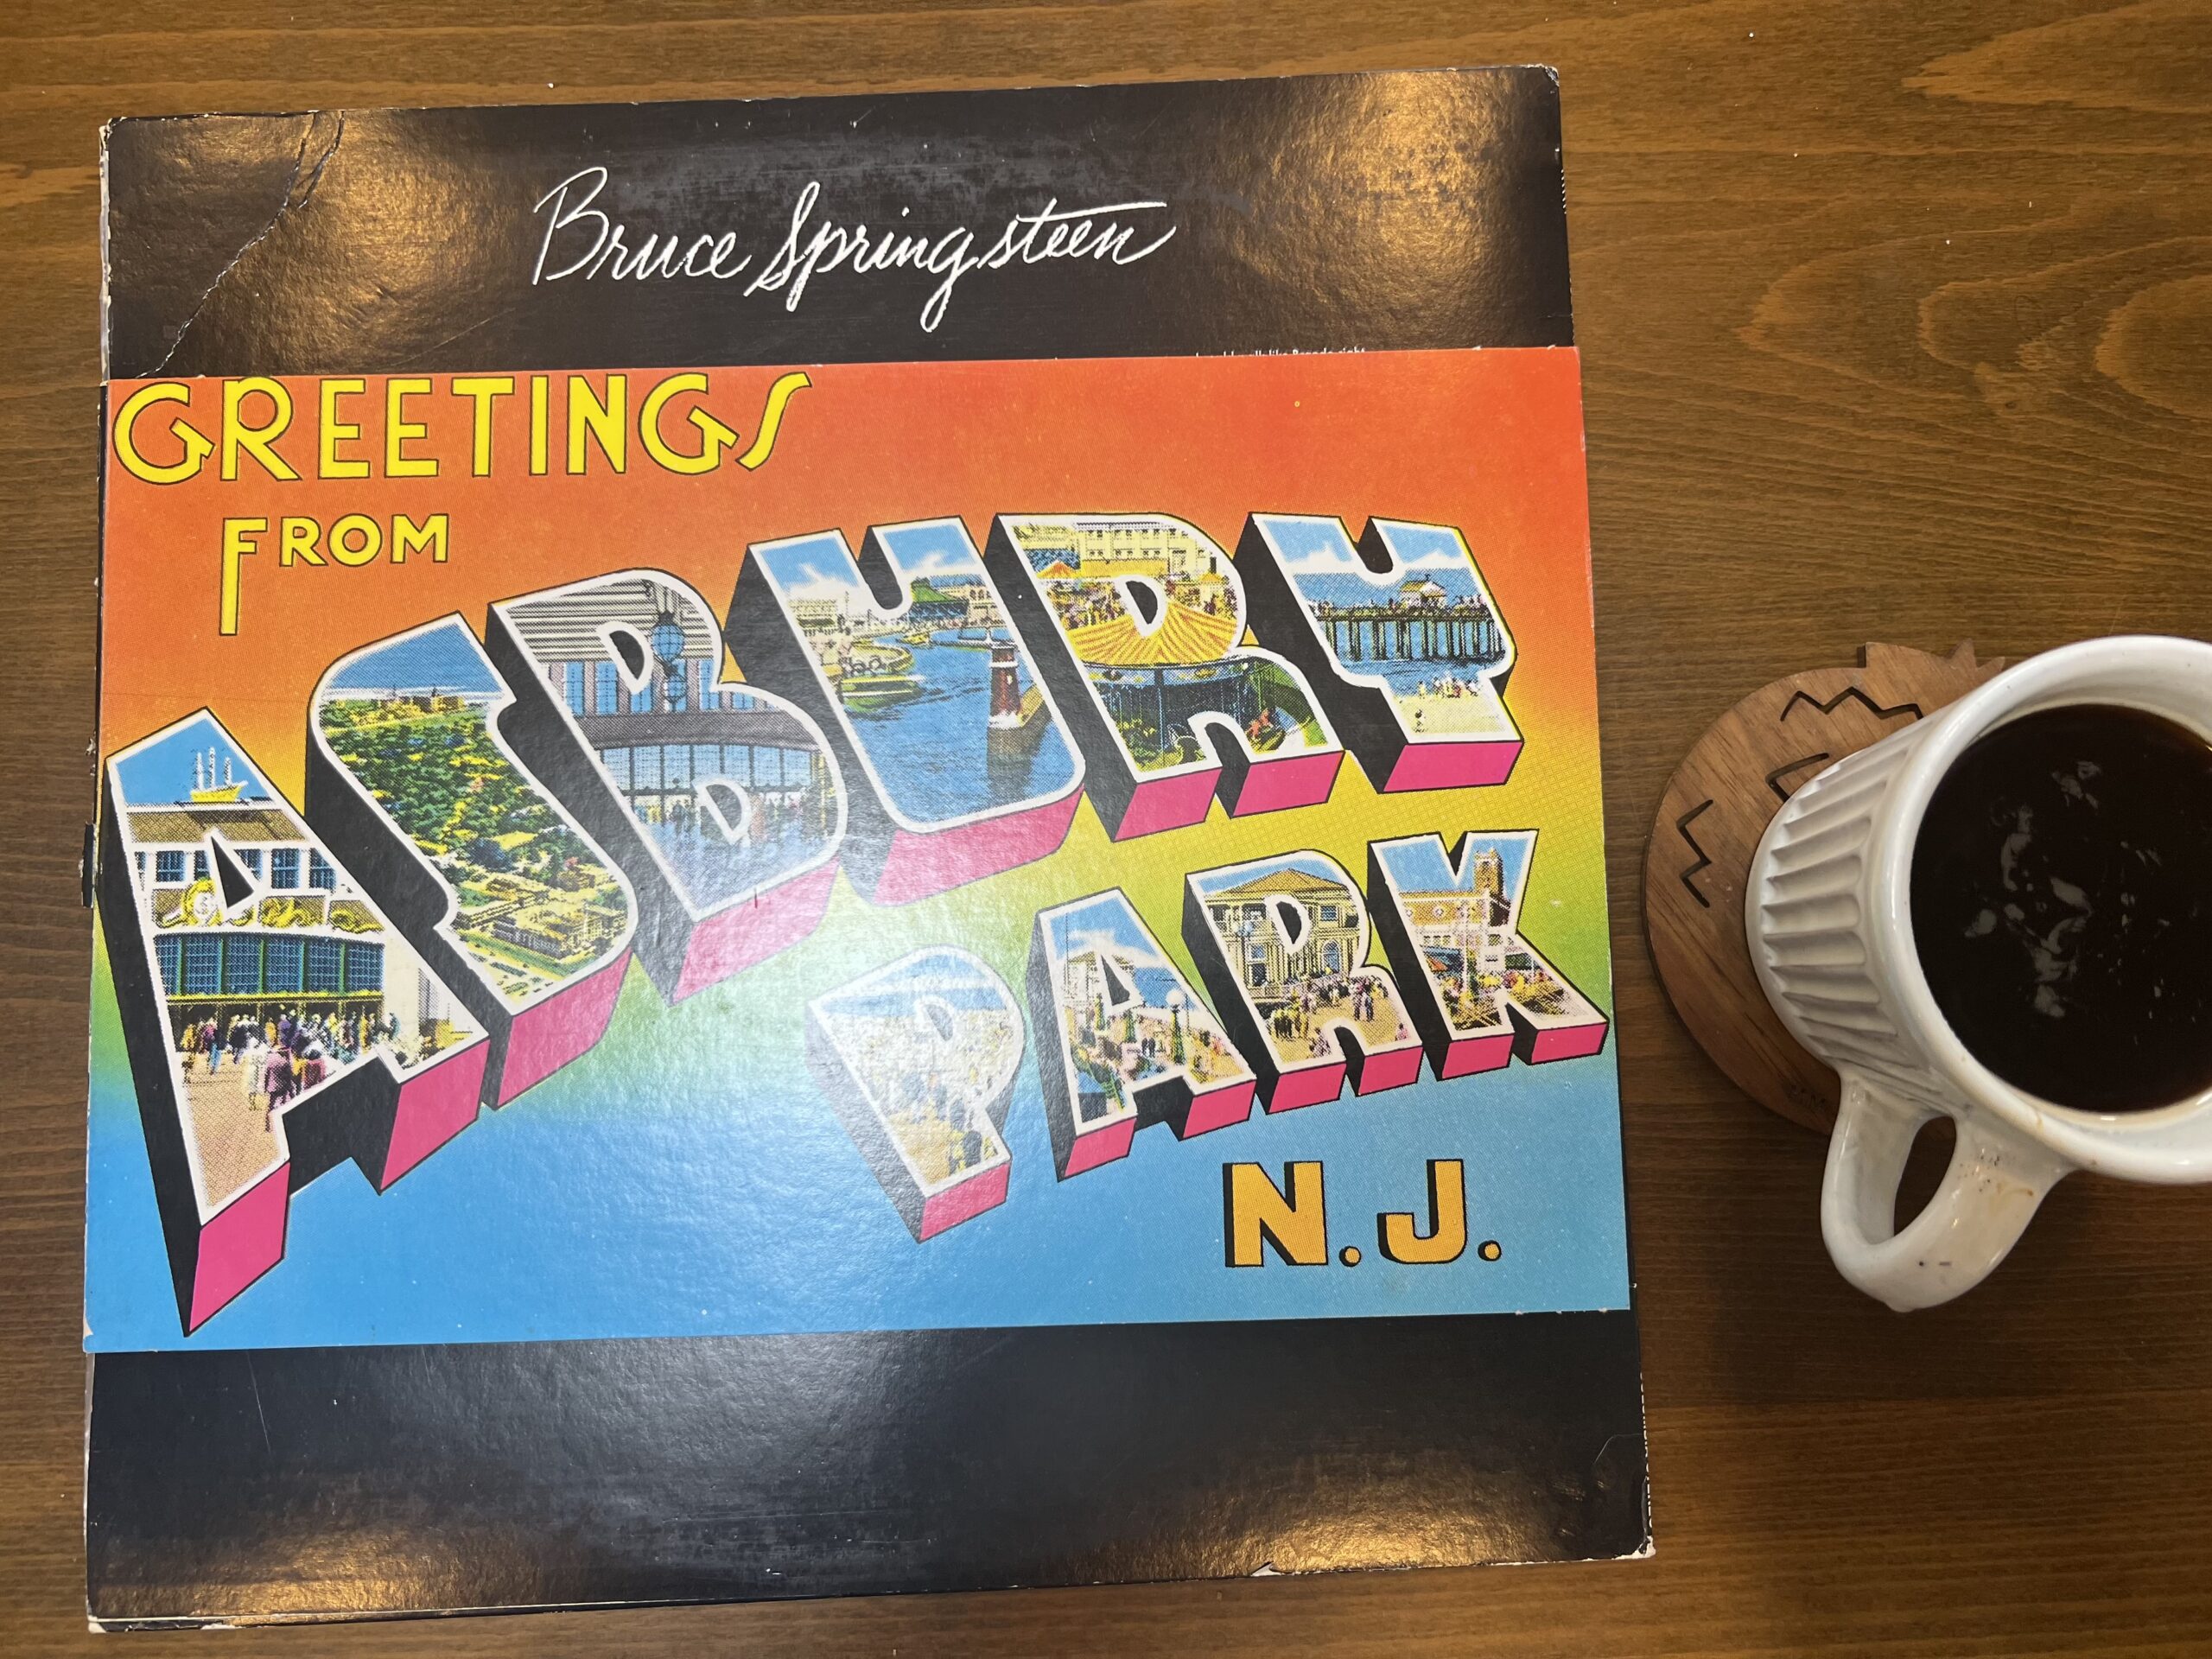 Bruce Springsteen
GREETINGS
FROM
ASBURY
PARK
N.J.